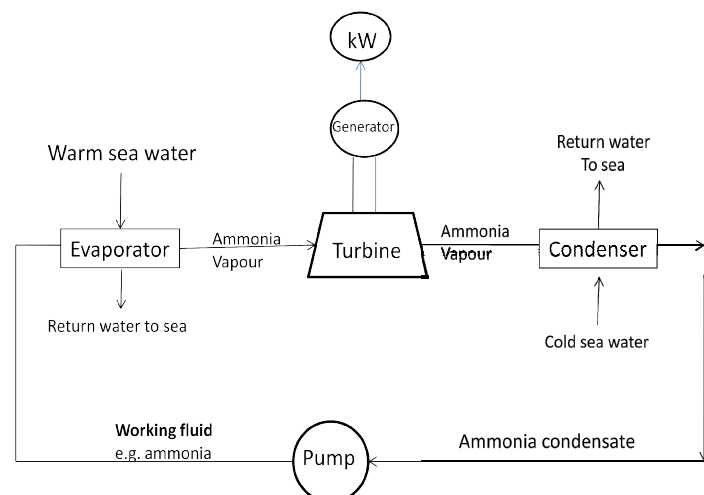 kW
Generator
Warm sea water
Return water
To sea
Evaporator
Ammonia
Vapour
Turbine
Ammonia
Vapour
Condenser
Return water to sea
Cold sea water
Working fluid
e.g. ammonia
Pump
Ammonia condensate